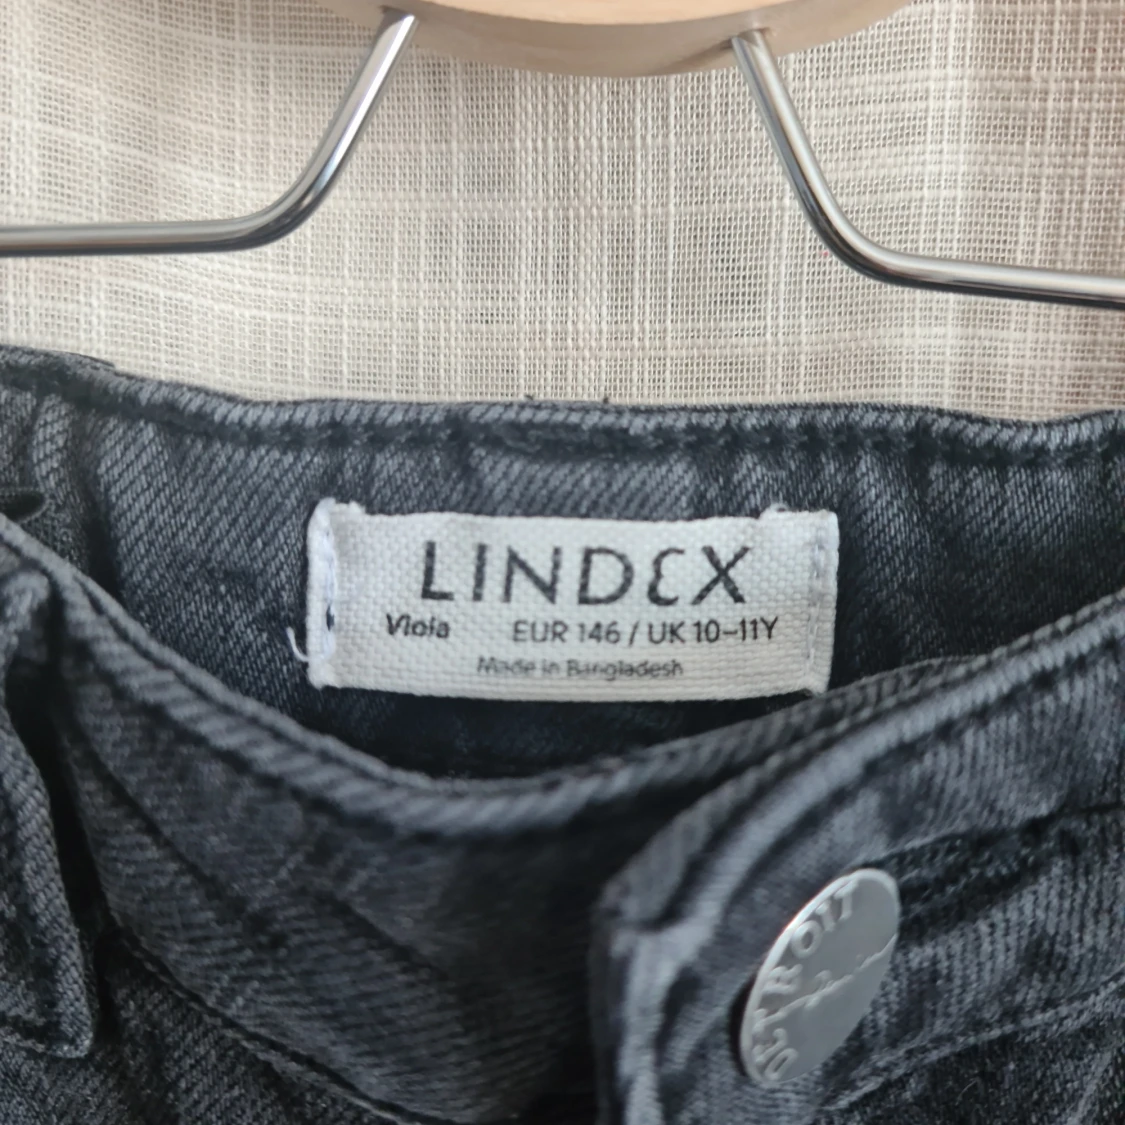 LINDEX
Viola EUR 146 / UK 10-11Y
Made in Bangladesh